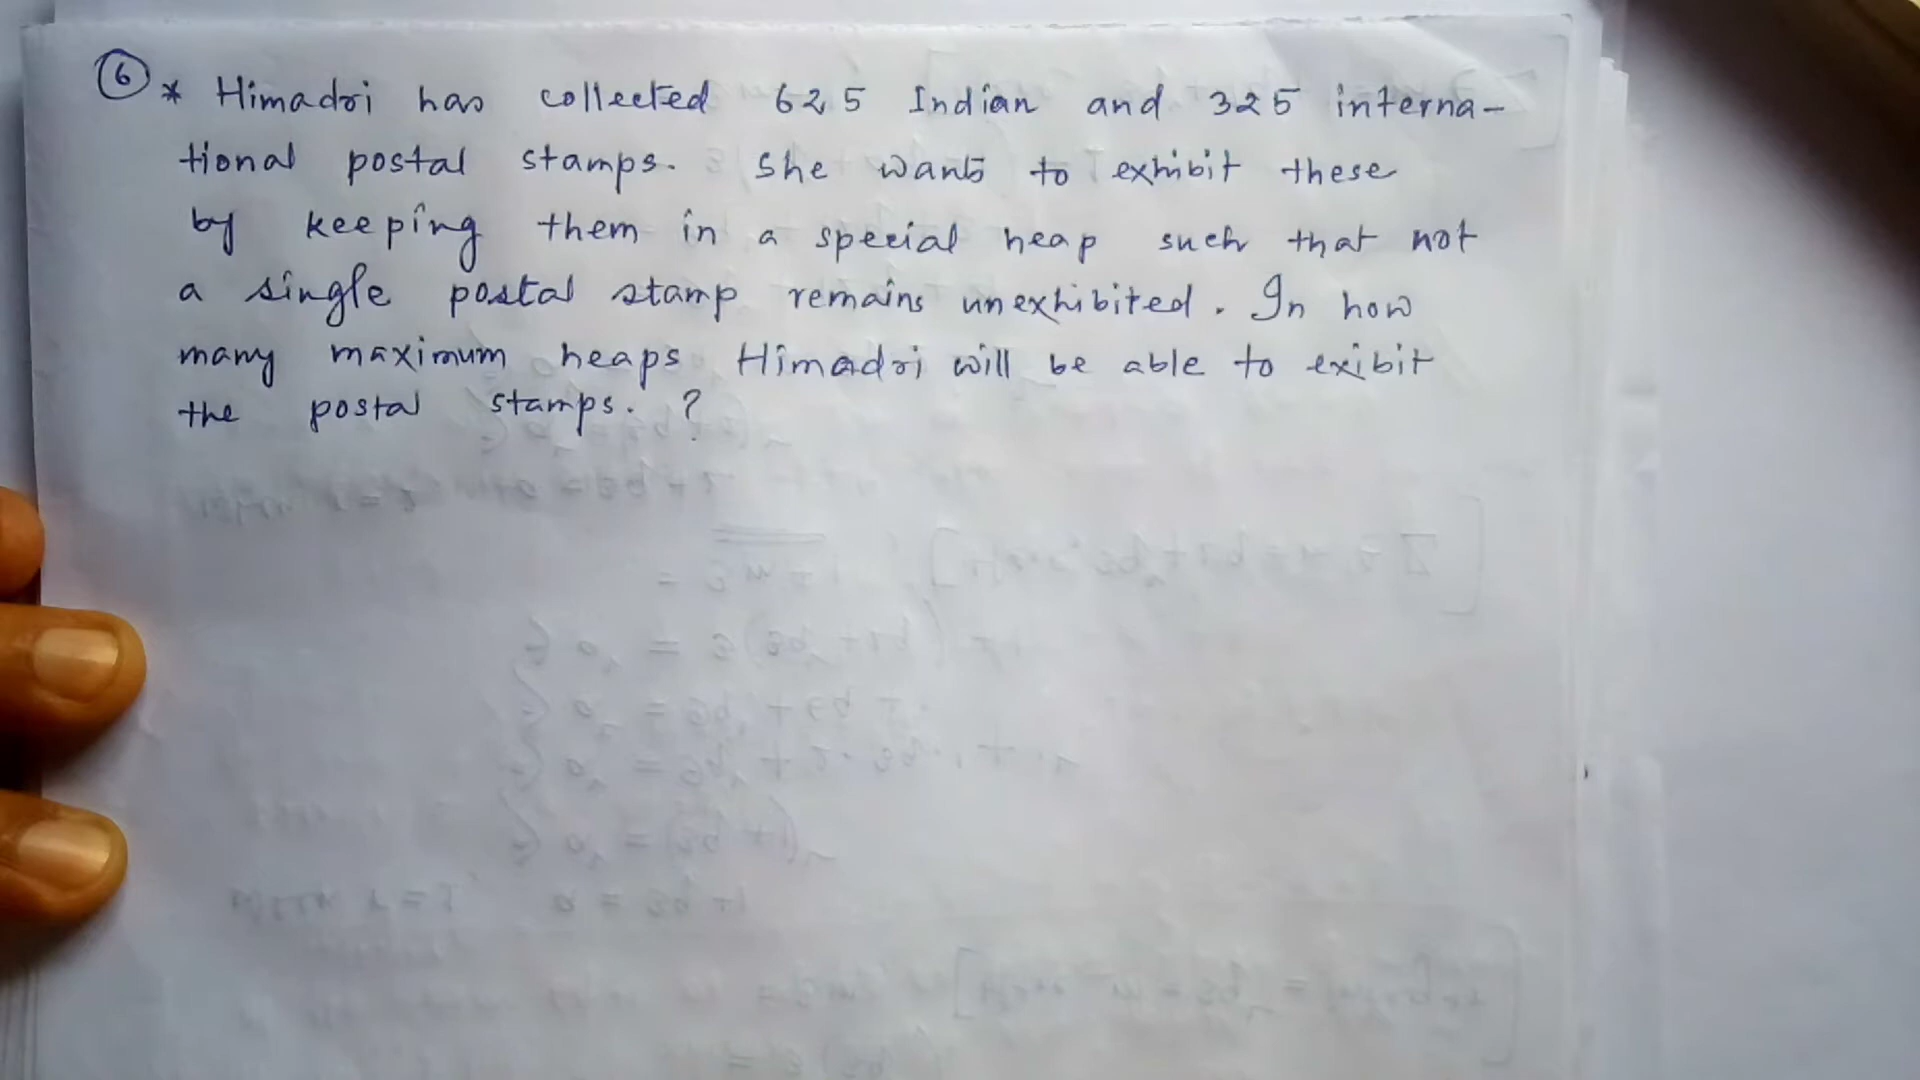 6 * Himadri has collected 625 Indian and 325 interna-
tional postal stamps. She wants to exhibit these
by keeping them in a special heap such that not
a single postal stamp remains unexhibited. In how
many maximum heaps Himadri will be able to exibit
the postal stamps. ?